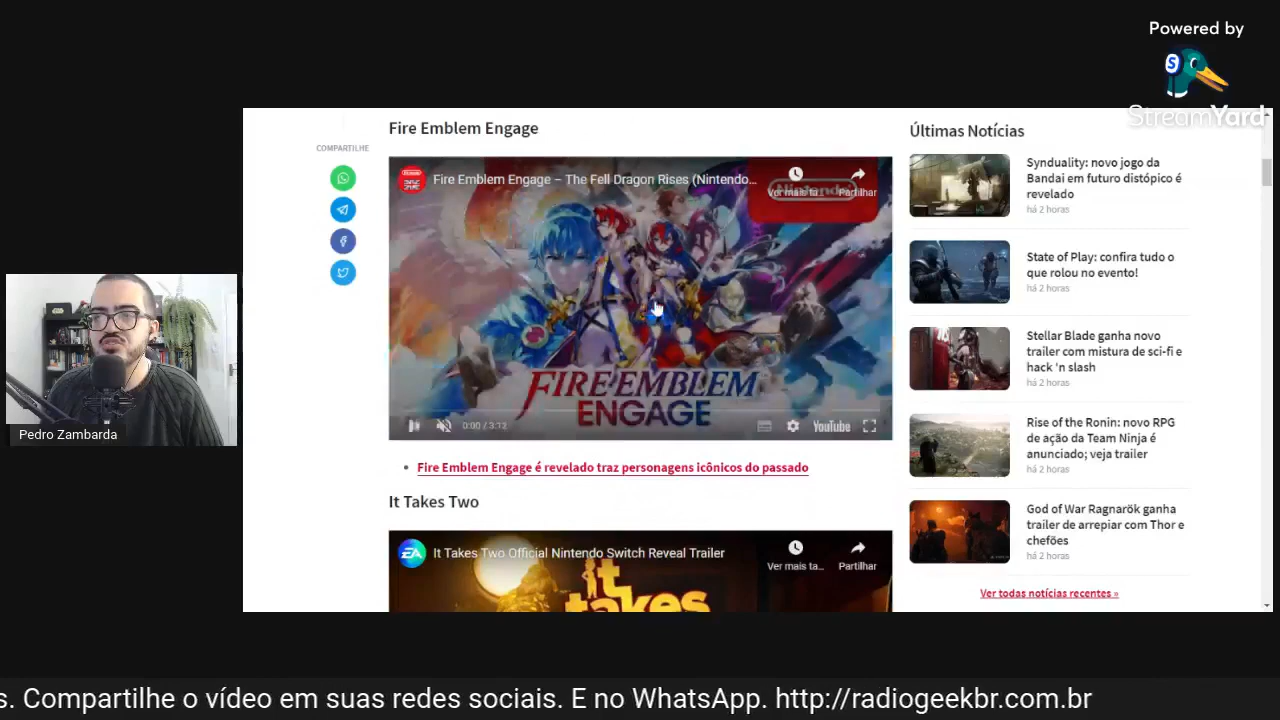 Powered by
StreamYard
Fire Emblem Engage
COMPARTILHE
Fire Emblem Engage – The Fell Dragon Rises (Nintendo...
Ver mais ta...
Partilhar
Nintendo
FIRE EMBLEM
ENGAGE
0:00 / 3:13
YouTube
Fire Emblem Engage é revelado traz personagens icônicos do passado
It Takes Two
It Takes Two Official Nintendo Switch Reveal Trailer
Ver mais ta...
Partilhar
it
takes
Últimas Notícias
Synduality: novo jogo da
Bandai em futuro distópico é
revelado
há 2 horas
State of Play: confira tudo o
que rolou no evento!
há 2 horas
Stellar Blade ganha novo
trailer com mistura de sci-fi e
hack 'n slash
há 2 horas
Rise of the Ronin: novo RPG
de ação da Team Ninja é
anunciado; veja trailer
há 2 horas
God of War Ragnarök ganha
trailer de arrepiar com Thor e
chefões
há 2 horas
Ver todas notícias recentes »
Pedro Zambarda
s. Compartilhe o vídeo em suas redes sociais. E no WhatsApp. http://radiogeekbr.com.br